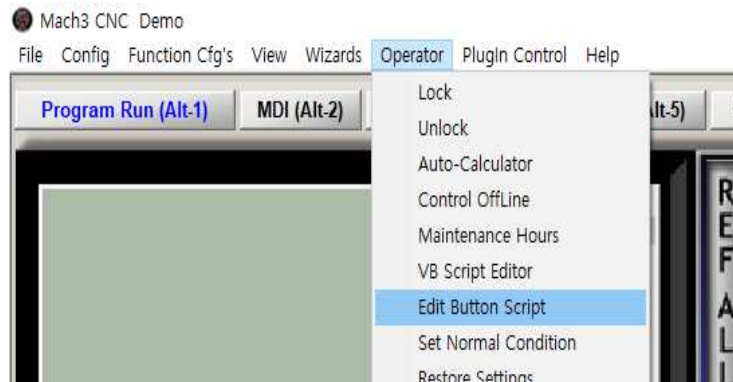 Mach3 CNC Demo
File Config Function Cfg's View Wizards Operator PlugIn Control Help
Program Run (Alt-1) MDI (Alt-2) Alt-5)
Lock
Unlock
Auto-Calculator
Control OffLine
Maintenance Hours
VB Script Editor
Edit Button Script
Set Normal Condition
Restore Settings
R
E
F
A
L
L